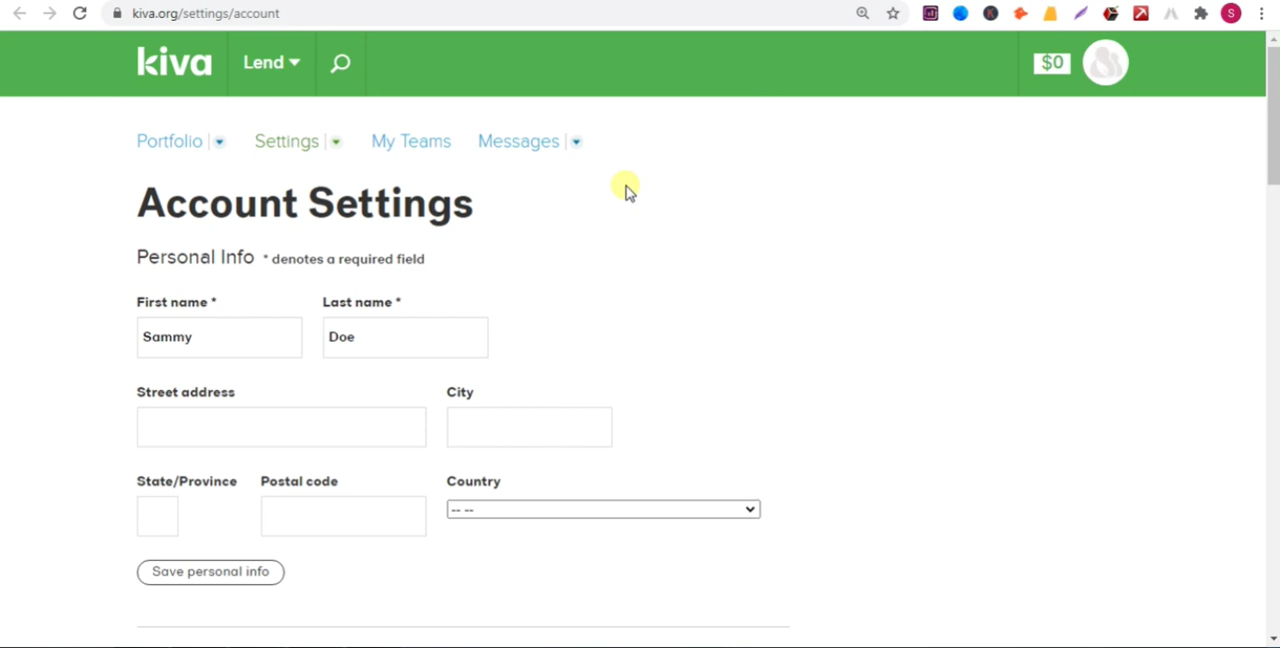 kiva.org/settings/account
S
kiva Lend $0
Portfolio Settings My Teams Messages
Account Settings
Personal Info * denotes a required field
First name * Last name *
Sammy Doe
Street address City
State/Province Postal code Country
-- --
Save personal info